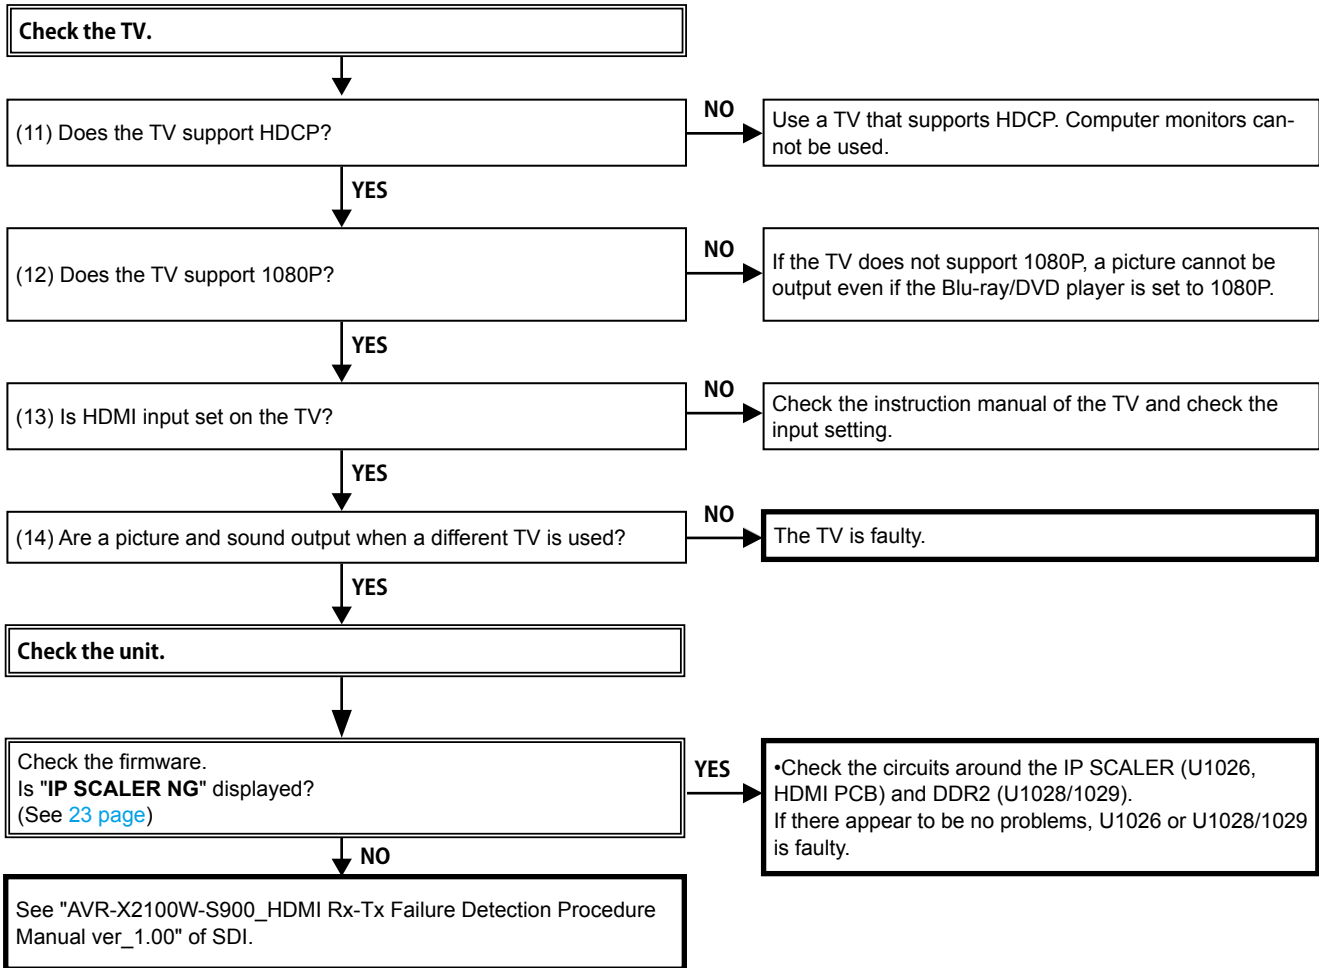 Check the TV.
(11) Does the TV support HDCP?
NO
Use a TV that supports HDCP. Computer monitors can-
not be used.
YES
(12) Does the TV support 1080P?
NO
If the TV does not support 1080P, a picture cannot be
output even if the Blu-ray/DVD player is set to 1080P.
YES
(13) Is HDMI input set on the TV?
NO
Check the instruction manual of the TV and check the
input setting.
YES
(14) Are a picture and sound output when a different TV is used?
NO
The TV is faulty.
YES
Check the unit.
Check the firmware.
Is "IP SCALER NG" displayed?
(See 23 page)
YES
•Check the circuits around the IP SCALER (U1026,
HDMI PCB) and DDR2 (U1028/1029).
If there appear to be no problems, U1026 or U1028/1029
is faulty.
NO
See "AVR-X2100W-S900_HDMI Rx-Tx Failure Detection Procedure
Manual ver_1.00" of SDI.